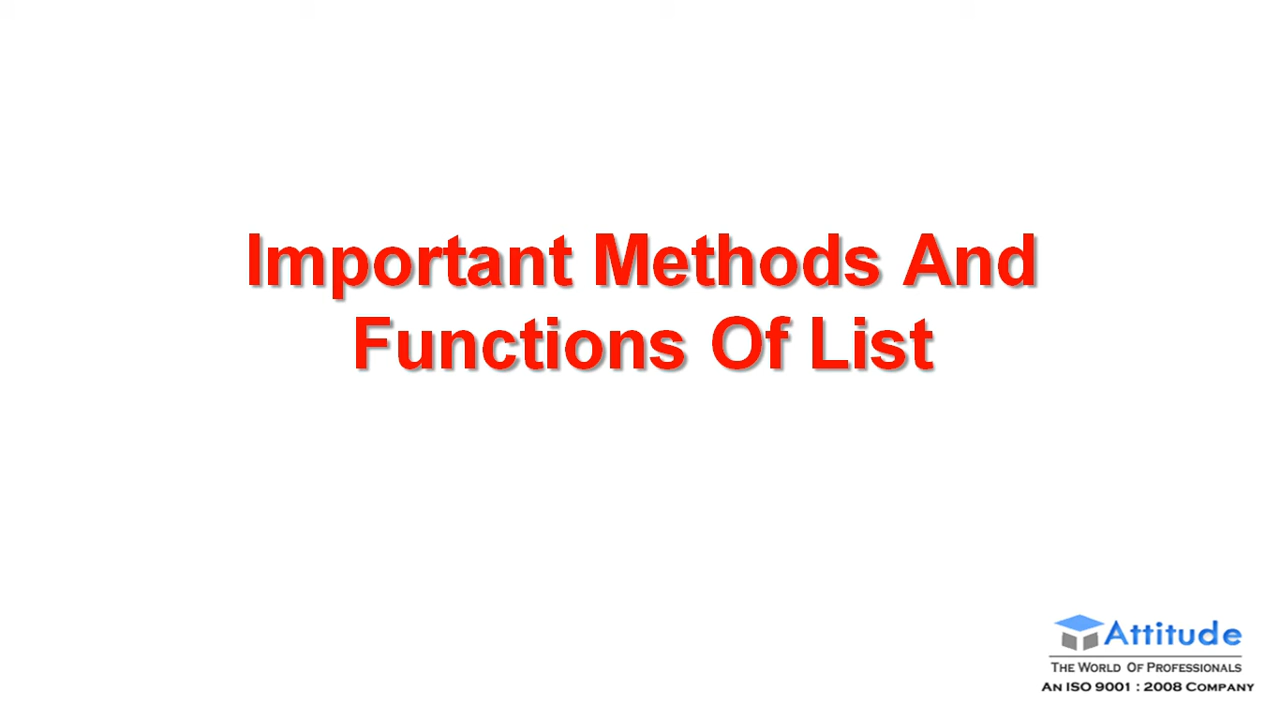 Important Methods And
Functions Of List
Attitude
THE WORLD OF PROFESSIONALS
AN ISO 9001 : 2008 COMPANY